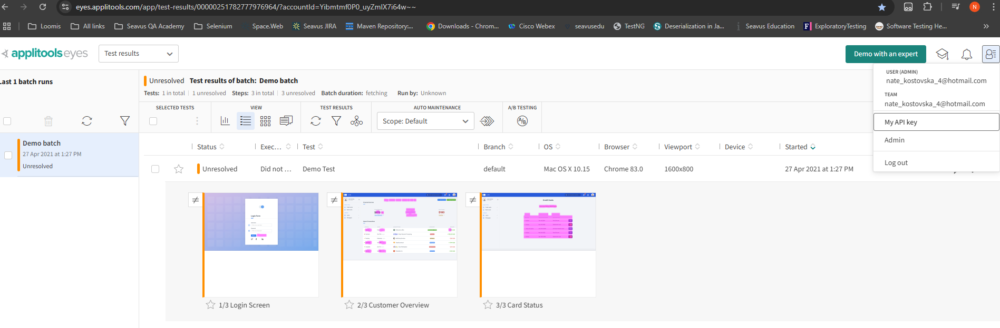 eyes.applitools.com/app/test-results/00000251782777976964/?accountId=Yibmtmf0P0_uyZmlX7i64w~~
N
Loomis
All links
Seavus QA Academy
Selenium
Space.Web
Seavus JIRA
Maven Repository:...
Downloads - Chrom...
Cisco Webex
seavusedu
TestNG
Deserialization in Ja...
Seavus Education
ExploratoryTesting
Software Testing He...
applitools eyes
Test results
Demo with an expert
USER (ADMIN)
nate_kostovska_4@hotmail.com
TEAM
nate_kostovska_4@hotmail.com
My API key
Admin
Log out
Last 1 batch runs
Unresolved Test results of batch: Demo batch
Tests: 1 in total | 1 unresolved Steps: 3 in total | 3 unresolved Batch duration: fetching Run by: Unknown
SELECTED TESTS
VIEW
TEST RESULTS
AUTO MAINTENANCE
A/B TESTING
Scope: Default
A/B
Demo batch
27 Apr 2021 at 1:27 PM
Unresolved
Status
Exec...
Test
Branch
OS
Browser
Viewport
Device
Started
Unresolved
Did not ...
Demo Test
default
Mac OS X 10.15
Chrome 83.0
1600x800
27 Apr 2021 at 1:27 PM
≠
≠
≠
Login Form
Credit Cards
$180
1/3 Login Screen
2/3 Customer Overview
3/3 Card Status